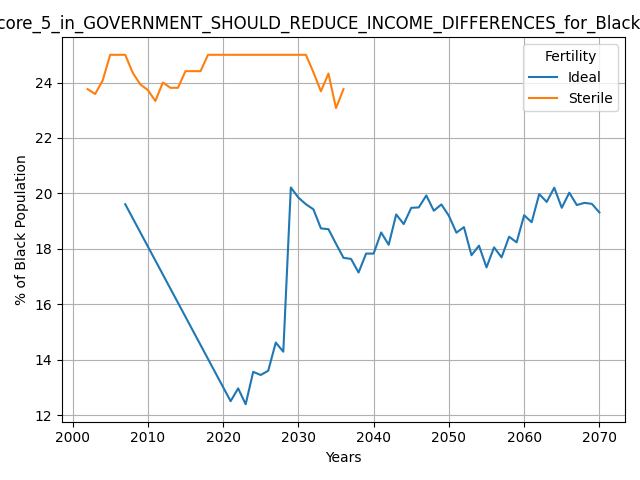 core_5_in_GOVERNMENT_SHOULD_REDUCE_INCOME_DIFFERENCES_for_Black
Fertility
Ideal
Sterile
24
22
20
18
16
14
12
% of Black Population
2000 2010 2020 2030 2040 2050 2060 2070
Years